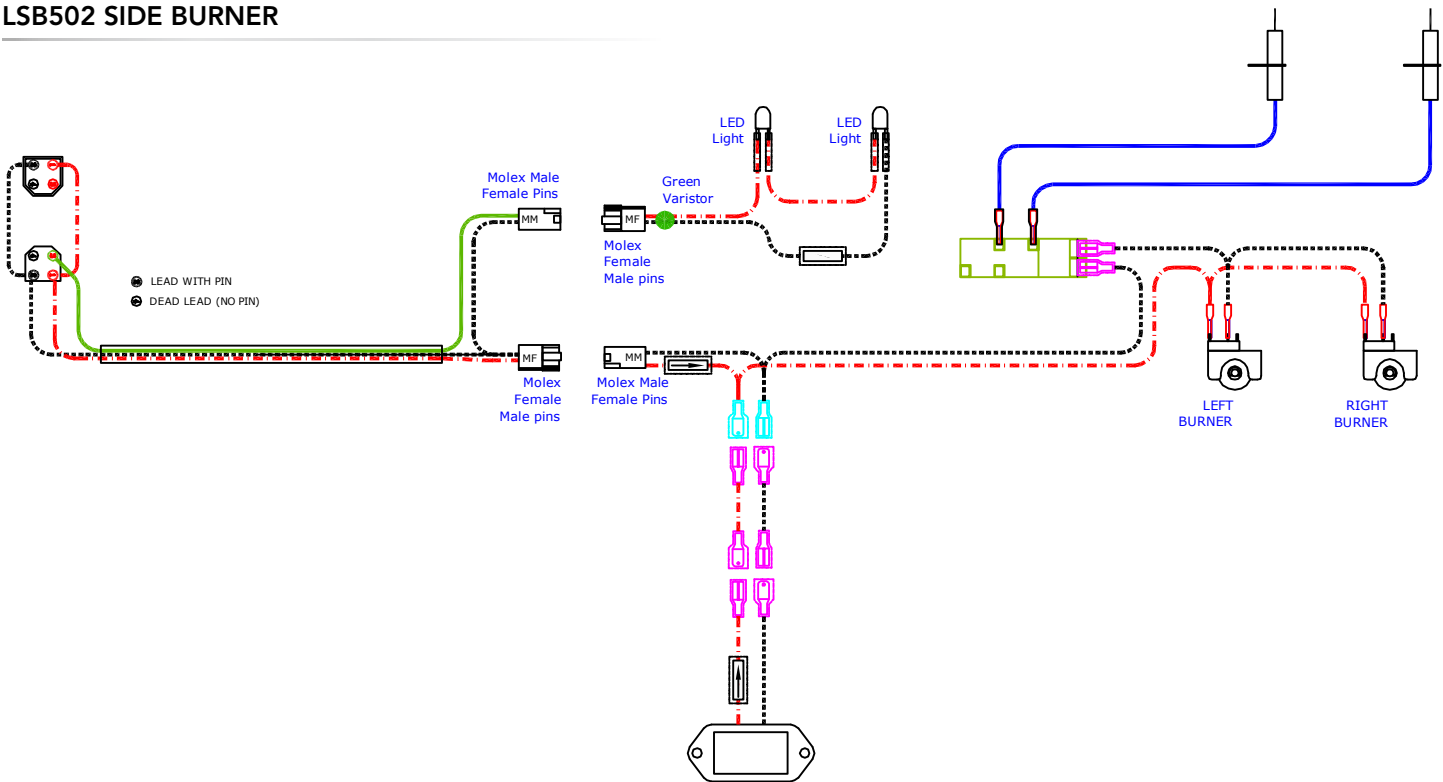 LSB502 SIDE BURNER
LED
Light
LED
Light
Molex Male
Female Pins
Green
Varistor
MM
MF
Molex
Female
Male pins
LEAD WITH PIN
DEAD LEAD (NO PIN)
MF
MM
Molex
Female
Male pins
Molex Male
Female Pins
LEFT
BURNER
RIGHT
BURNER